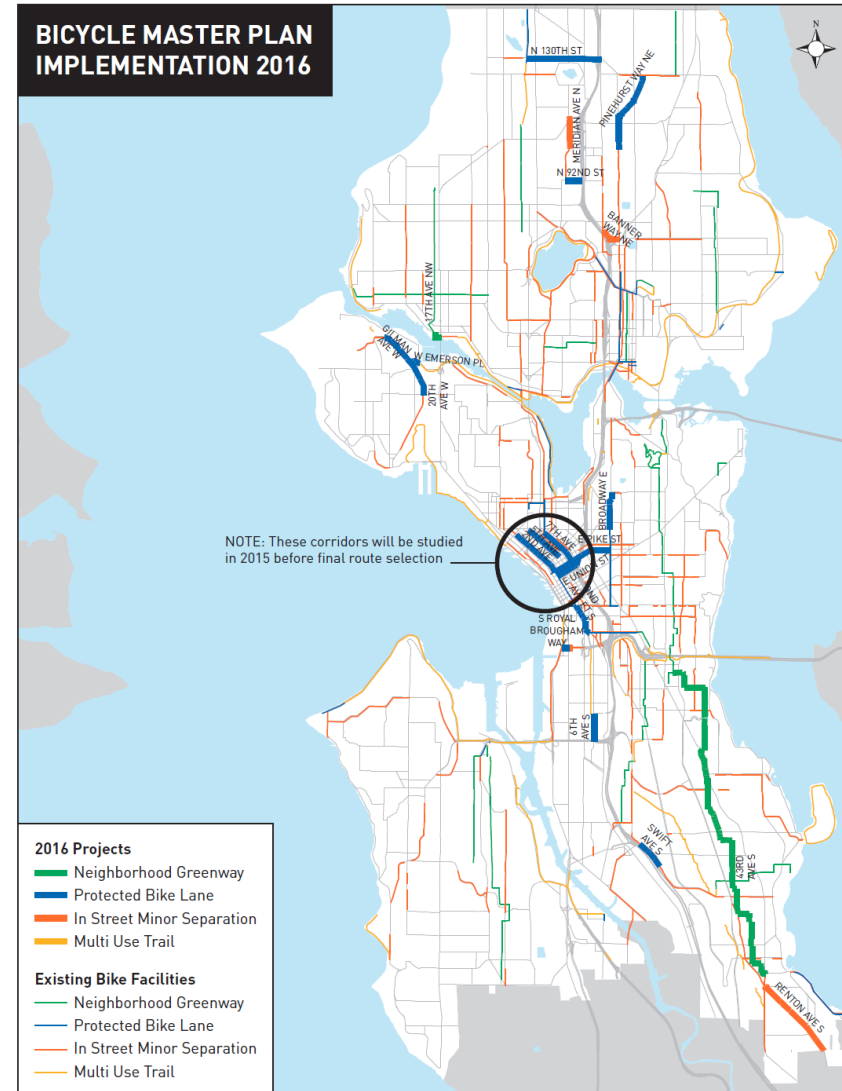 BICYCLE MASTER PLAN
IMPLEMENTATION 2016
N
N 130TH ST
PINEHURST WAY NE
MERIDIAN AVE N
N 92ND ST
BANNER
WAY NE
17TH AVE NW
GILMAN
AVE W
W EMERSON PL
20TH
AVE W
BROADWAY E
7TH AVE
5TH AVE
2ND AVE
E PIKE ST
E UNION ST
NOTE: These corridors will be studied
in 2015 before final route selection
S ROYAL
BROUGHAM
WAY
6TH
AVE S
SWIFT
AVE S
43RD
AVE S
RENTON AVE S
2016 Projects
Neighborhood Greenway
Protected Bike Lane
In Street Minor Separation
Multi Use Trail
Existing Bike Facilities
Neighborhood Greenway
Protected Bike Lane
In Street Minor Separation
Multi Use Trail